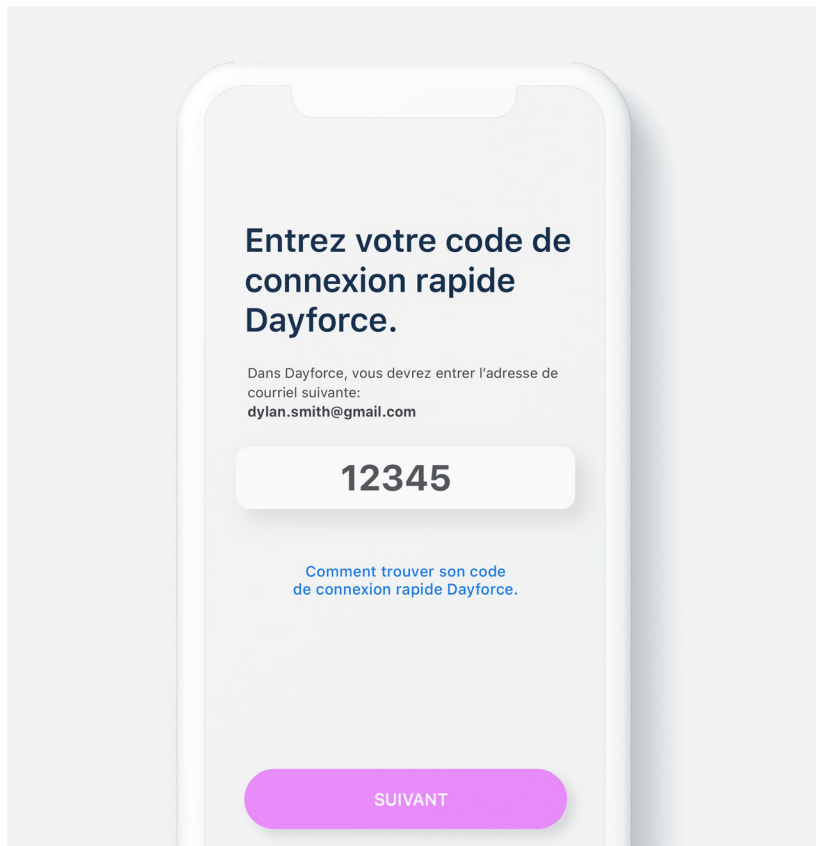 Entrez votre code de
connexion rapide
Dayforce.
Dans Dayforce, vous devrez entrer l’adresse de
courriel suivante:
dylan.smith@gmail.com
12345
Comment trouver son code
de connexion rapide Dayforce.
SUIVANT